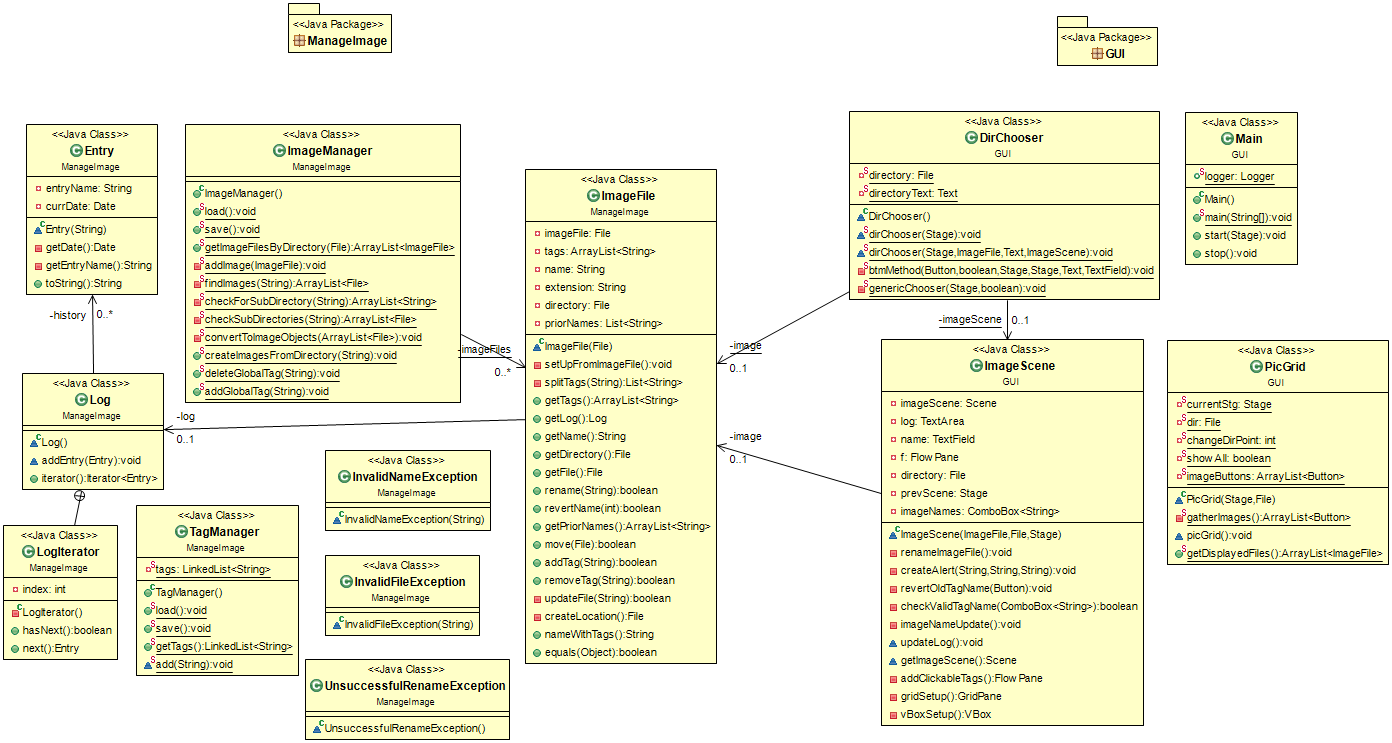 <<Java Package>>
ManageImage
<<Java Package>>
GUI
<<Java Class>>
Entry
ManageImage
entryName: String
currDate: Date
Entry(String)
getDate():Date
getEntryName():String
toString():String
-history
0..*
<<Java Class>>
Log
ManageImage
Log()
addEntry(Entry):void
iterator():Iterator<Entry>
<<Java Class>>
LogIterator
ManageImage
index: int
LogIterator()
hasNext():boolean
next():Entry
<<Java Class>>
ImageManager
ManageImage
ImageManager()
load():void
save():void
getImageFilesByDirectory(File):ArrayList<ImageFile>
addImage(ImageFile):void
findImages(String):ArrayList<File>
checkForSubDirectory(String):ArrayList<String>
checkSubDirectories(String):ArrayList<File>
convertToImageObjects(ArrayList<File>):void
createImagesFromDirectory(String):void
deleteGlobalTag(String):void
addGlobalTag(String):void
-imageFiles
0..*
-log
0..1
<<Java Class>>
TagManager
ManageImage
tags: LinkedList<String>
TagManager()
load():void
save():void
getTags():LinkedList<String>
add(String):void
<<Java Class>>
InvalidNameException
ManageImage
InvalidNameException(String)
<<Java Class>>
InvalidFileException
ManageImage
InvalidFileException(String)
<<Java Class>>
UnsuccessfulRenameException
ManageImage
UnsuccessfulRenameException()
<<Java Class>>
ImageFile
ManageImage
imageFile: File
tags: ArrayList<String>
name: String
extension: String
directory: File
priorNames: List<String>
ImageFile(File)
setUpFromImageFile():void
splitTags(String):List<String>
getTags():ArrayList<String>
getLog():Log
getName():String
getDirectory():File
getFile():File
rename(String):boolean
revertName(int):boolean
getPriorNames():ArrayList<String>
move(File):boolean
addTag(String):boolean
removeTag(String):boolean
updateFile(String):boolean
createLocation():File
nameWithTags():String
equals(Object):boolean
-image
0..1
-image
0..1
<<Java Class>>
DirChooser
GUI
directory: File
directoryText: Text
DirChooser()
dirChooser(Stage):void
dirChooser(Stage,ImageFile,Text,ImageScene):void
btmMethod(Button,boolean,Stage,Stage,Text,TextField):void
genericChooser(Stage,boolean):void
-imageScene
0..1
<<Java Class>>
ImageScene
GUI
imageScene: Scene
log: TextArea
name: TextField
f: FlowPane
directory: File
prevScene: Stage
imageNames: ComboBox<String>
ImageScene(ImageFile,File,Stage)
renameImageFile():void
createAlert(String,String,String):void
revertOldTagName(Button):void
checkValidTagName(ComboBox<String>):boolean
imageNameUpdate():void
updateLog():void
getImageScene():Scene
addClickableTags():FlowPane
gridSetup():GridPane
vBoxSetup():VBox
<<Java Class>>
Main
GUI
logger: Logger
Main()
main(String[]):void
start(Stage):void
stop():void
<<Java Class>>
PicGrid
GUI
currentStg: Stage
dir: File
changeDirPoint: int
showAll: boolean
imageButtons: ArrayList<Button>
PicGrid(Stage,File)
gatherImages():ArrayList<Button>
picGrid():void
getDisplayedFiles():ArrayList<ImageFile>